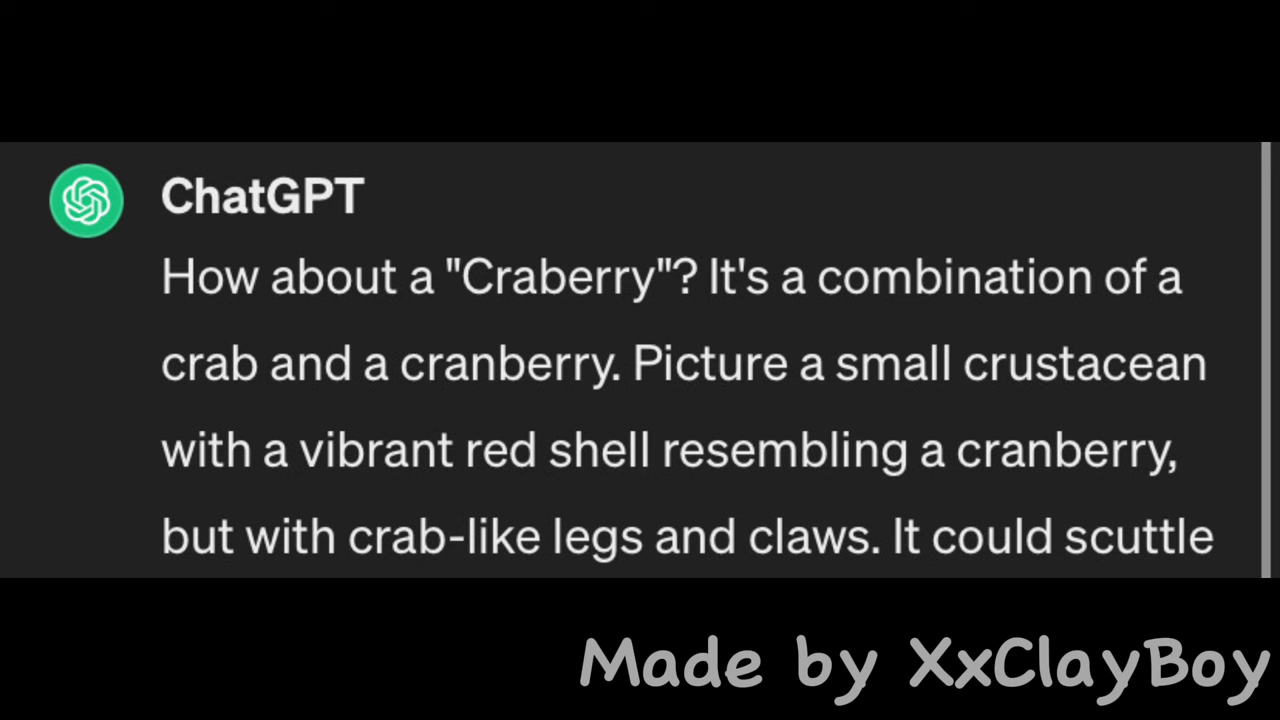 ChatGPT
How about a "Craberry"? It's a combination of a
crab and a cranberry. Picture a small crustacean
with a vibrant red shell resembling a cranberry,
but with crab-like legs and claws. It could scuttle
Made by XxClayBoy